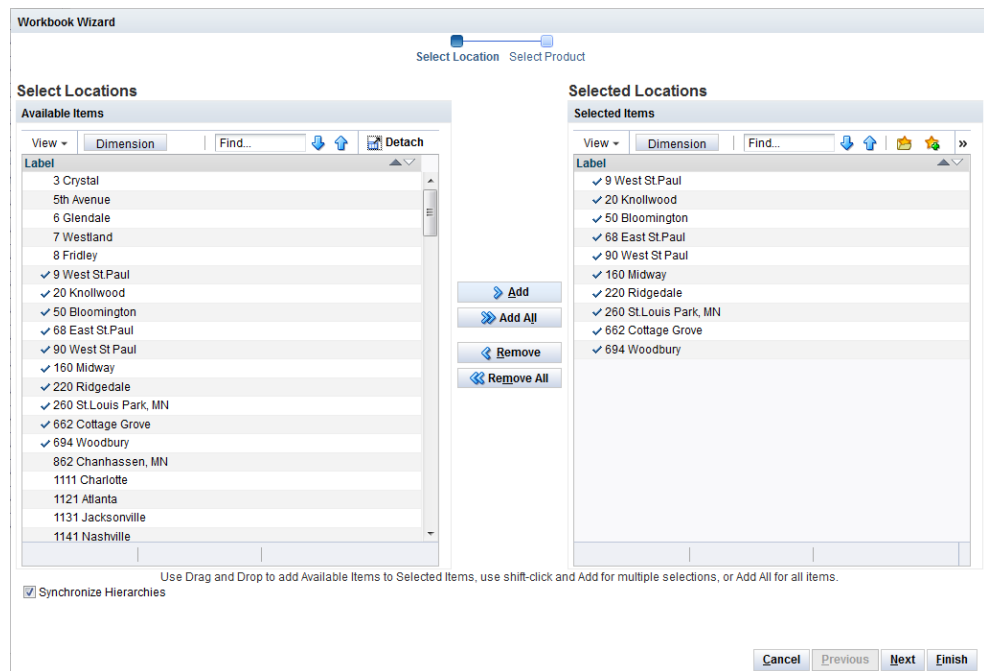 Workbook Wizard
Select Location Select Product
Select Locations
Available Items
View Dimension Find... Detach
Label
3 Crystal
5th Avenue
6 Glendale
7 Westland
8 Fridley
9 West St.Paul
20 Knollwood
50 Bloomington
68 East St.Paul
90 West St Paul
160 Midway
220 Ridgedale
260 St.Louis Park, MN
662 Cottage Grove
694 Woodbury
862 Chanhassen, MN
1111 Charlotte
1121 Atlanta
1131 Jacksonville
1141 Nashville
Add
Add All
Remove
Remove All
Selected Locations
Selected Items
View Dimension Find... »
Label
9 West St.Paul
20 Knollwood
50 Bloomington
68 East St.Paul
90 West St Paul
160 Midway
220 Ridgedale
260 St.Louis Park, MN
662 Cottage Grove
694 Woodbury
Use Drag and Drop to add Available Items to Selected Items, use shift-click and Add for multiple selections, or Add All for all items.
Synchronize Hierarchies
Cancel Previous Next Finish